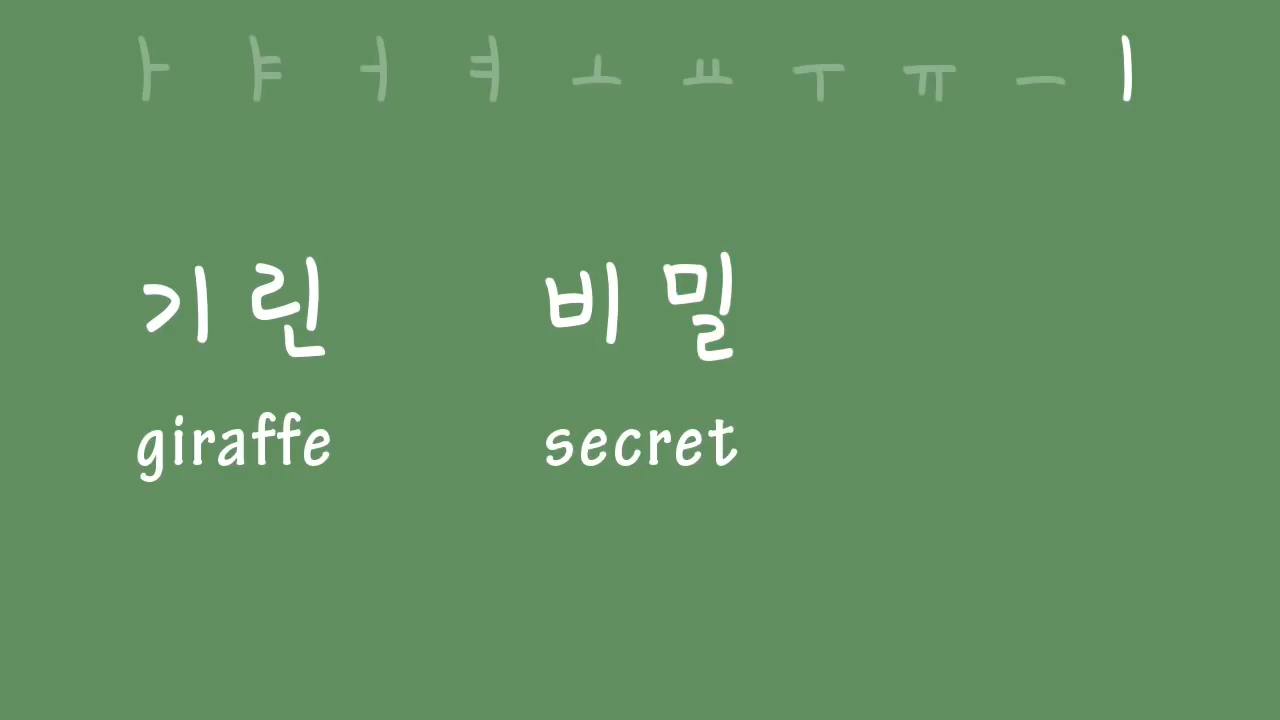 ㅏ ㅑ ㅓ ㅕ ㅗ ㅛ ㅜ ㅠ ㅡ ㅣ
기린 비밀
giraffe secret